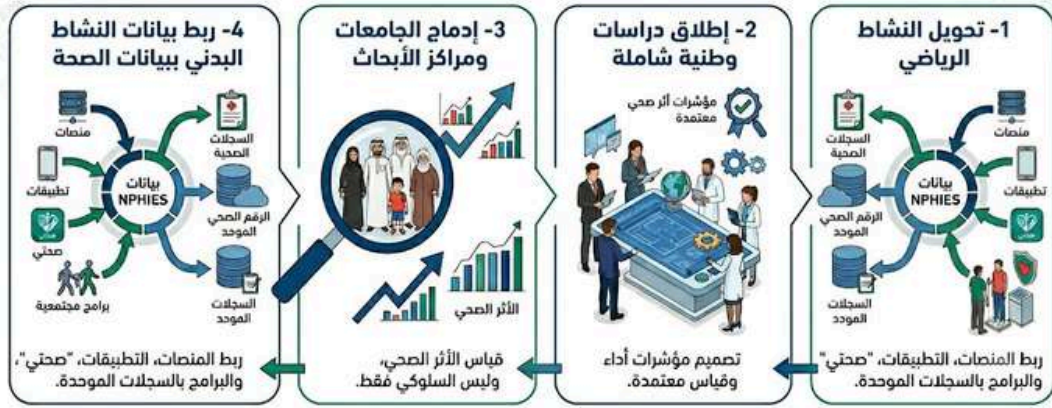 1- تحويل النشاط
الرياضي
منصات
تطبيقات
بيانات
NPHIES
السجلات
الصحية
الرقم الصحي
الموحد
السجلات
الموحد
ربط المنصات، التطبيقات، "صحتي"
والبرامج بالسجلات الموحدة.
2- إطلاق دراسات
وطنية شاملة
مؤشرات أثر صحي
معتمدة
تصميم مؤشرات أداء
وقياس معتمدة.
3- إدماج الجامعات
ومراكز الأبحاث
الأثر الصحي
قياس الأثر الصحي،
وليس السلوكي فقط.
4- ربط بيانات النشاط
البدني ببيانات الصحة
منصات
تطبيقات
صحتي
برامج مجتمعية
بيانات
NPHIES
السجلات
الصحية
الرقم الصحي
الموحد
السجلات
الموحد
ربط المنصات، التطبيقات، "صحتي"،
والبرامج بالسجلات الموحدة.